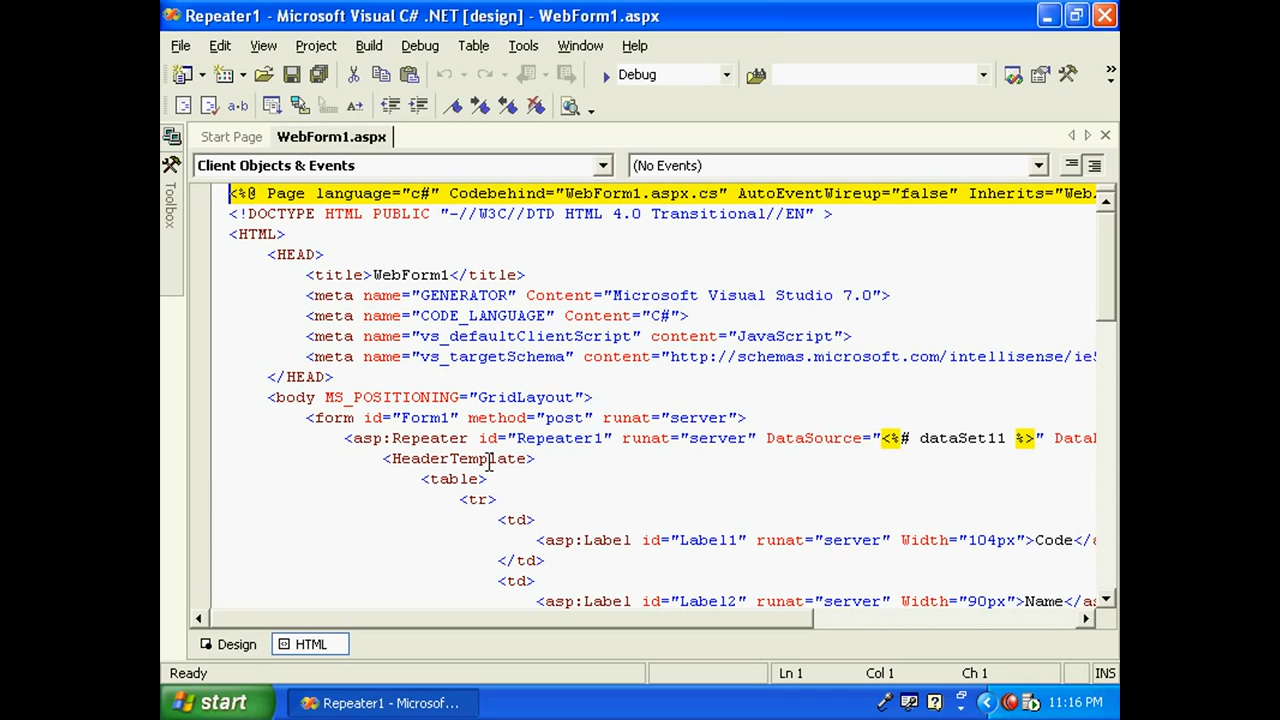 Repeater1 - Microsoft Visual C# .NET [design] - WebForm1.aspx
File Edit View Project Build Debug Table Tools Window Help
Debug
Start Page WebForm1.aspx
Toolbox
Client Objects & Events (No Events)
<%@ Page language="c#" Codebehind="WebForm1.aspx.cs" AutoEventWireup="false" Inherits="Web
<!DOCTYPE HTML PUBLIC "-//W3C//DTD HTML 4.0 Transitional//EN" >
<HTML>
<HEAD>
<title>WebForm1</title>
<meta name="GENERATOR" Content="Microsoft Visual Studio 7.0">
<meta name="CODE_LANGUAGE" Content="C#">
<meta name="vs_defaultClientScript" content="JavaScript">
<meta name="vs_targetSchema" content="http://schemas.microsoft.com/intellisense/ie5
</HEAD>
<body MS_POSITIONING="GridLayout">
<form id="Form1" method="post" runat="server">
<asp:Repeater id="Repeater1" runat="server" DataSource="<%# dataSet11 %>" Data
<HeaderTemplate>
<table>
<tr>
<td>
<asp:Label id="Label1" runat="server" Width="104px">Code</a
</td>
<td>
<asp:Label id="Label2" runat="server" Width="90px">Name</a
Design HTML
Ready Ln 1 Col 1 Ch 1 INS
start Repeater1 - Microsof... 11:16 PM